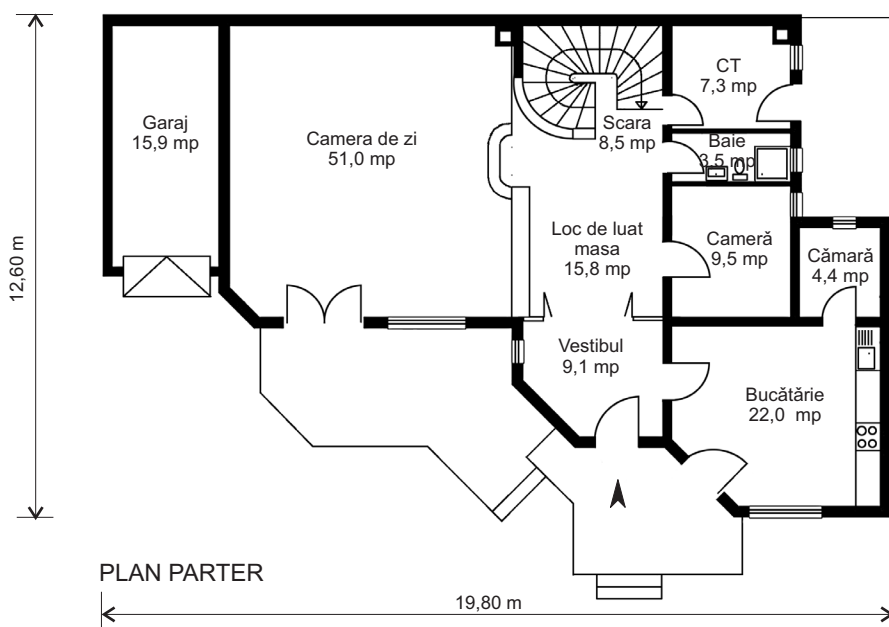 CT
7,3 mp
Garaj
15,9 mp
Camera de zi
51,0 mp
Scara
8,5 mp
Baie
3,5 mp
Loc de luat
masa
15,8 mp
Cameră
9,5 mp
Cămară
4,4 mp
12,60 m
Vestibul
9,1 mp
Bucătărie
22,0 mp
PLAN PARTER
19,80 m